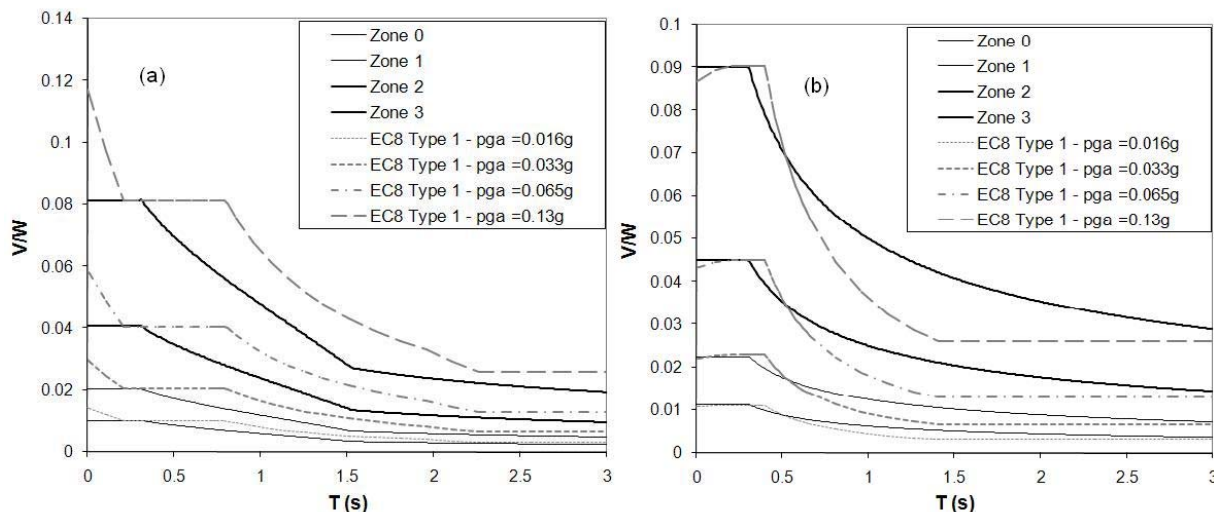 0.14
0.12
0.1
0.08
0.06
0.04
0.02
0
V/W
(a)
Zone 0
Zone 1
Zone 2
Zone 3
EC8 Type 1 - pga =0.016g
EC8 Type 1 - pga =0.033g
EC8 Type 1 - pga =0.065g
EC8 Type 1 - pga =0.13g
0 0.5 1 1.5 2 2.5 3
T (s)
0.1
0.09
0.08
0.07
0.06
0.05
0.04
0.03
0.02
0.01
0
V/W
(b)
Zone 0
Zone 1
Zone 2
Zone 3
EC8 Type 1 - pga =0.016g
EC8 Type 1 - pga =0.033g
EC8 Type 1 - pga =0.065g
EC8 Type 1 - pga =0.13g
0 0.5 1 1.5 2 2.5 3
T (s)